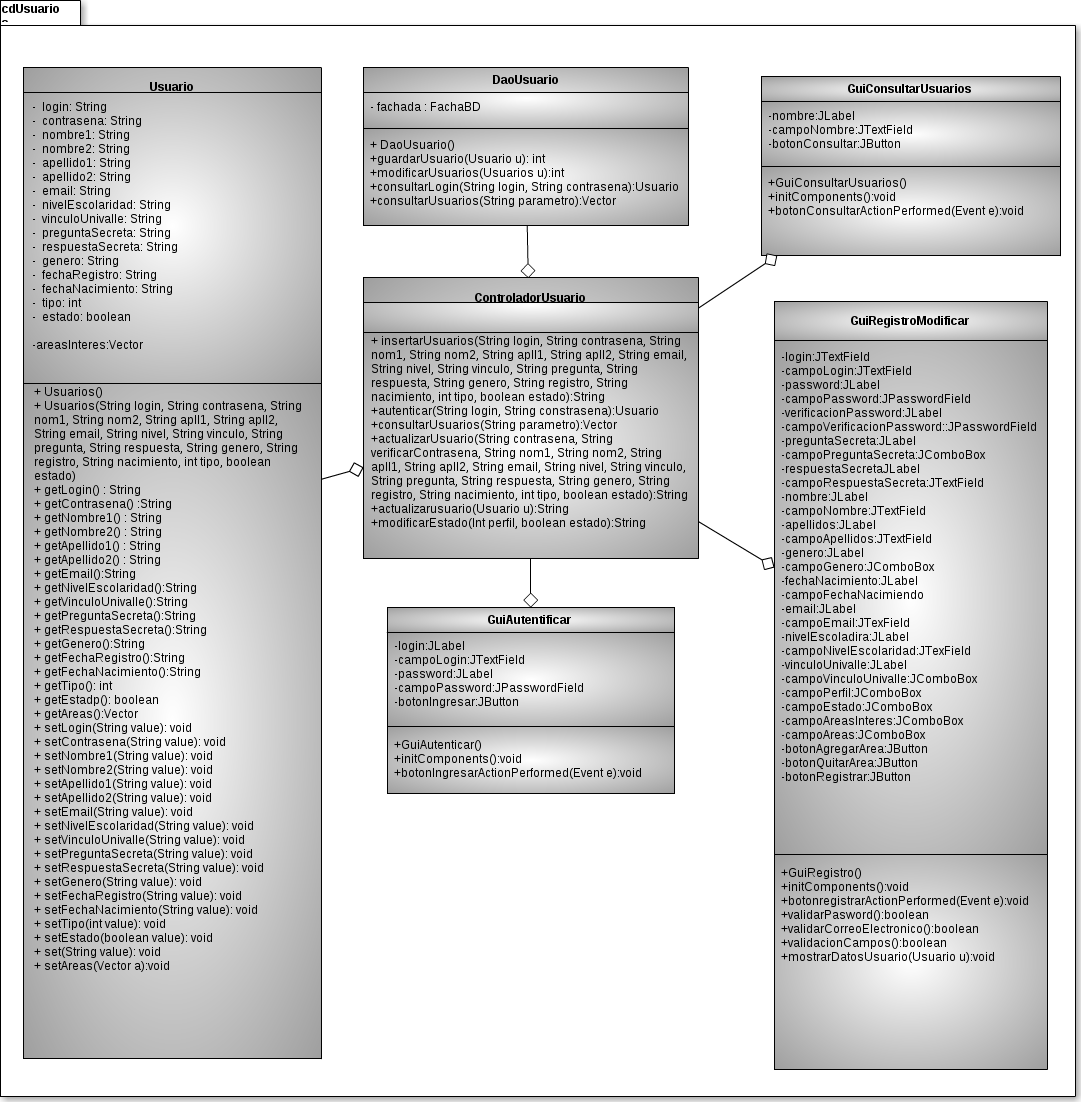 cdUsuario
Usuario
- login: String
- contrasena: String
- nombre1: String
- nombre2: String
- apellido1: String
- apellido2: String
- email: String
- nivelEscolaridad: String
- vinculoUnivalle: String
- preguntaSecreta: String
- respuestaSecreta: String
- genero: String
- fechaRegistro: String
- fechaNacimiento: String
- tipo: int
- estado: boolean
-areasInteres:Vector
+ Usuarios()
+ Usuarios(String login, String contrasena, String
nom1, String nom2, String apll1, String apll2,
String email, String nivel, String vinculo, String
pregunta, String respuesta, String genero, String
registro, String nacimiento, int tipo, boolean
estado)
+ getLogin() : String
+ getContrasena() :String
+ getNombre1() : String
+ getNombre2() : String
+ getApellido1() : String
+ getApellido2() : String
+ getEmail():String
+ getNivelEscolaridad():String
+ getVinculoUnivalle():String
+ getPreguntaSecreta():String
+ getRespuestaSecreta():String
+ getGenero():String
+ getFechaRegistro():String
+ getFechaNacimiento():String
+ getTipo(): int
+ getEstadp(): boolean
+ getAreas():Vector
+ setLogin(String value): void
+ setContrasena(String value): void
+ setNombre1(String value): void
+ setNombre2(String value): void
+ setApellido1(String value): void
+ setApellido2(String value): void
+ setEmail(String value): void
+ setNivelEscolaridad(String value): void
+ setVinculoUnivalle(String value): void
+ setPreguntaSecreta(String value): void
+ setRespuestaSecreta(String value): void
+ setGenero(String value): void
+ setFechaRegistro(String value): void
+ setFechaNacimiento(String value): void
+ setTipo(int value): void
+ setEstado(boolean value): void
+ set(String value): void
+ setAreas(Vector a):void
DaoUsuario
- fachada : FachaBD
+ DaoUsuario()
+guardarUsuario(Usuario u): int
+modificarUsuarios(Usuarios u):int
+consultarLogin(String login, String contrasena):Usuario
+consultarUsuarios(String parametro):Vector
ControladorUsuario
+ insertarUsuarios(String login, String contrasena, String
nom1, String nom2, String apll1, String apll2, String email,
String nivel, String vinculo, String pregunta, String
respuesta, String genero, String registro, String
nacimiento, int tipo, boolean estado):String
+autenticar(String login, String constrasena):Usuario
+consultarUsuarios(String parametro):Vector
+actualizarUsuario(String contrasena, String
verificarContrasena, String nom1, String nom2, String
apll1, String apll2, String email, String nivel, String vinculo,
String pregunta, String respuesta, String genero, String
registro, String nacimiento, int tipo, boolean estado):String
+actualizarusuario(Usuario u):String
+modificarEstado(Int perfil, boolean estado):String
GuiAutentificar
-login:JLabel
-campoLogin:JTextField
-password:JLabel
-campoPassword:JPasswordField
-botonIngresar:JButton
+GuiAutenticar()
+initComponents():void
+botonIngresarActionPerformed(Event e):void
GuiConsultarUsuarios
-nombre:JLabel
-campoNombre:JTextField
-botonConsultar:JButton
+GuiConsultarUsuarios()
+initComponents():void
+botonConsultarActionPerformed(Event e):void
GuiRegistroModificar
-login:JTextField
-campoLogin:JTextField
-password:JLabel
-campoPassword:JPasswordField
-verificacionPassword:JLabel
-campoVerificacionPassword::JPasswordField
-preguntaSecreta:JLabel
-campoPreguntaSecreta:JComboBox
-respuestaSecretaJLabel
-campoRespuestaSecreta:JTextField
-nombre:JLabel
-campoNombre:JTextField
-apellidos:JLabel
-campoApellidos:JTextField
-genero:JLabel
-campoGenero:JComboBox
-fechaNacimiento:JLabel
-campoFechaNacimiendo
-email:JLabel
-campoEmail:JTexField
-nivelEscoladira:JLabel
-campoNivelEscolaridad:JTexField
-vinculoUnivalle:JLabel
-campoVinculoUnivalle:JComboBox
-campoPerfil:JComboBox
-campoEstado:JComboBox
-campoAreasInteres:JComboBox
-campoAreas:JComboBox
-botonAgregarArea:JButton
-botonQuitarArea:JButton
-botonRegistrar:JButton
+GuiRegistro()
+initComponents():void
+botonregistrarActionPerformed(Event e):void
+validarPasword():boolean
+validarCorreoElectronico():boolean
+validacionCampos():boolean
+mostrarDatosUsuario(Usuario u):void